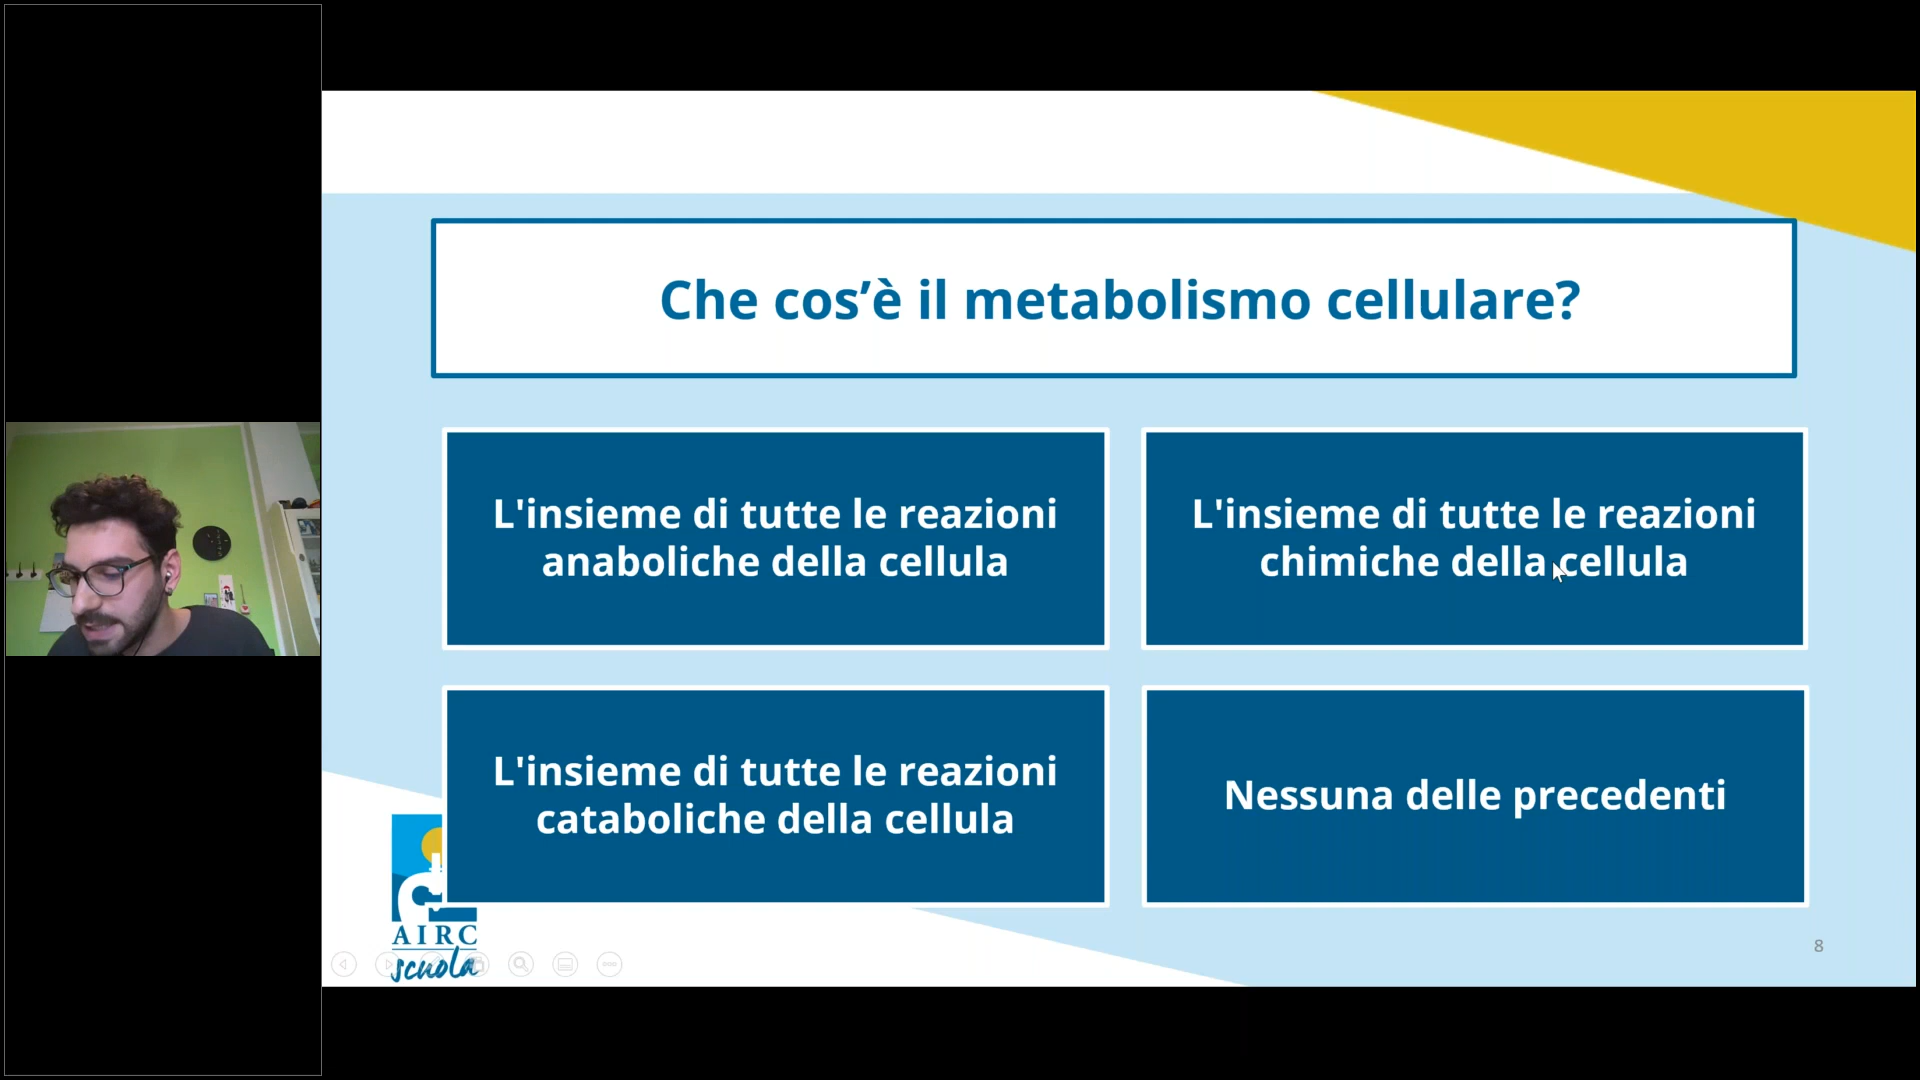 Che cos’è il metabolismo cellulare?
L'insieme di tutte le reazioni
anaboliche della cellula
L'insieme di tutte le reazioni
chimiche della cellula
L'insieme di tutte le reazioni
cataboliche della cellula
Nessuna delle precedenti
AIRC
scuola
8